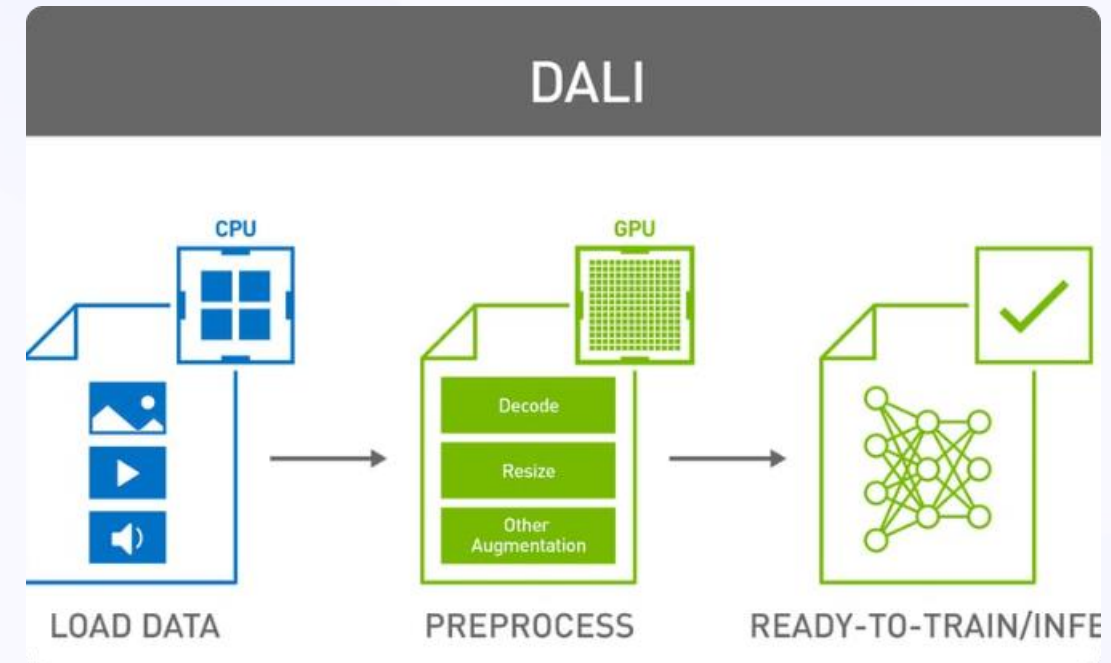 DALI
CPU
GPU
Decode
Resize
Other
Augmentation
LOAD DATA
PREPROCESS
READY-TO-TRAIN/INFE